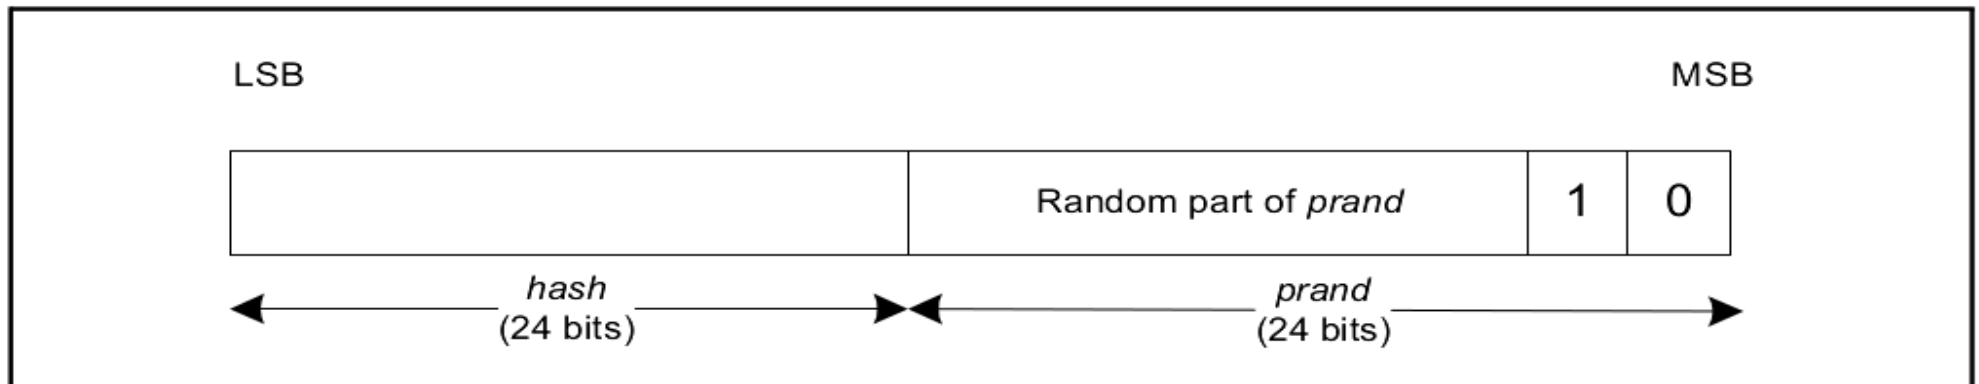 LSB MSB
Random part of prand 1 0
hash prand
(24 bits) (24 bits)